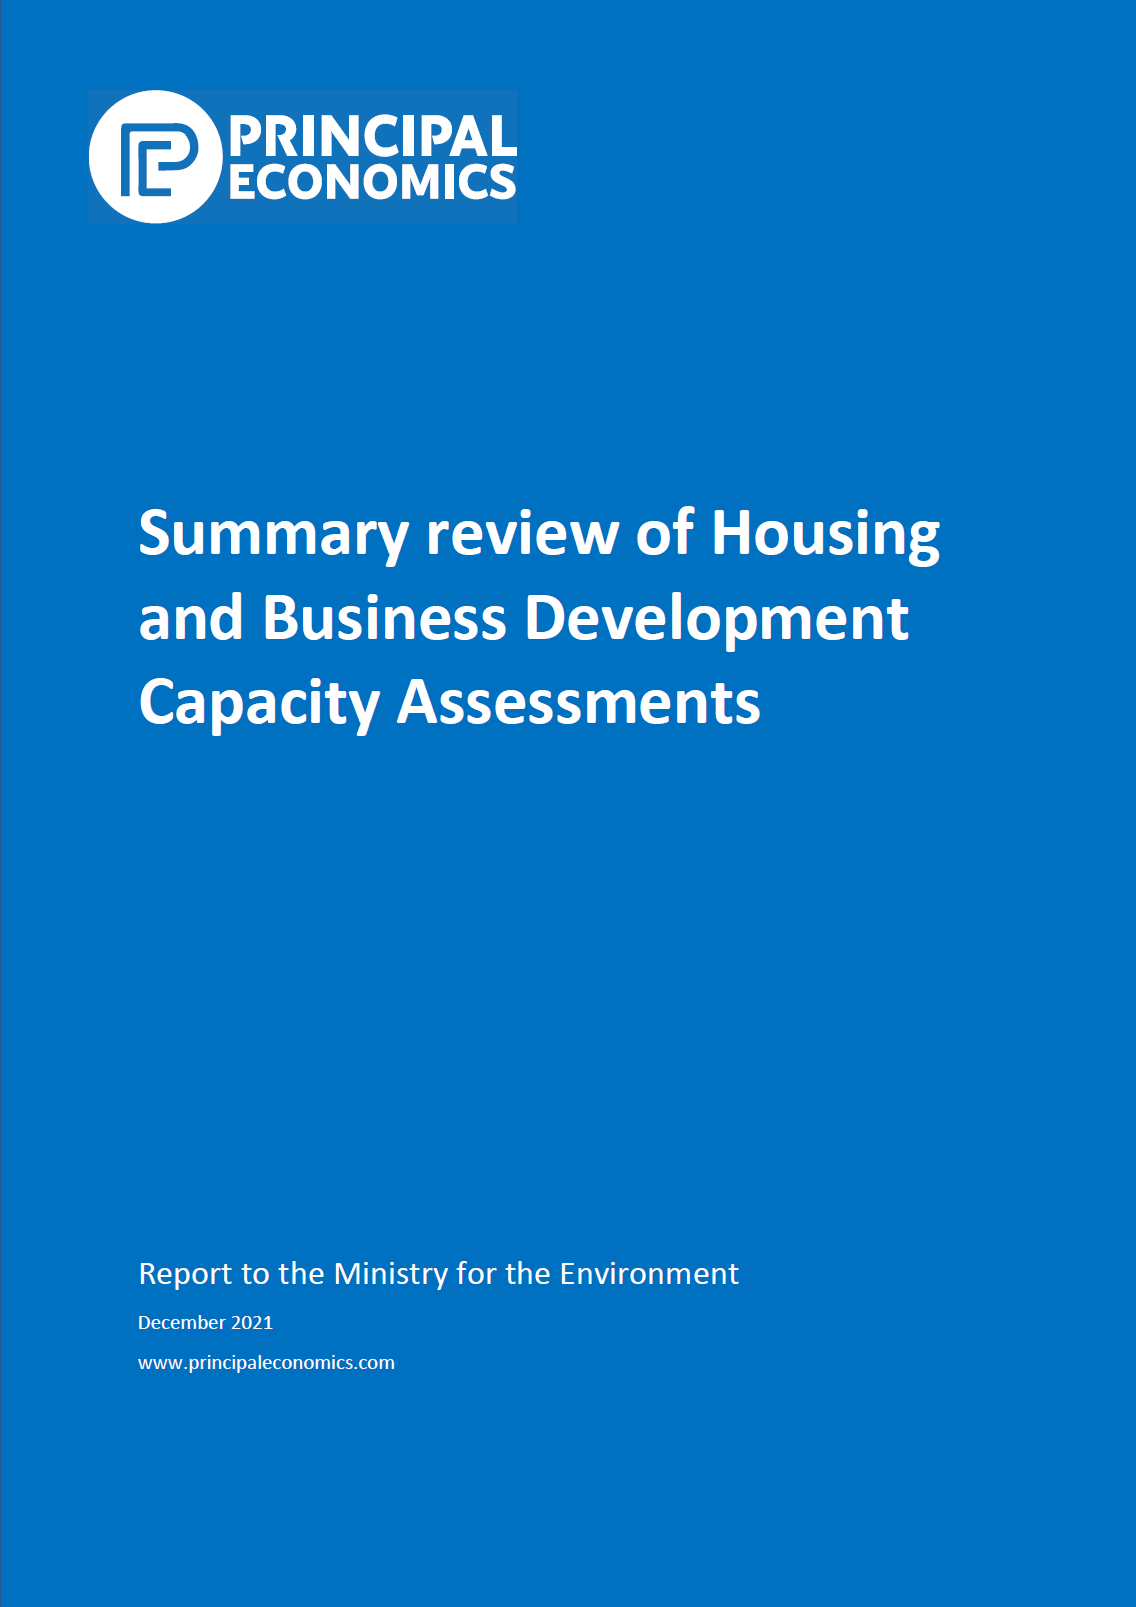 PRINCIPAL
ECONOMICS
Summary review of Housing
and Business Development
Capacity Assessments
Report to the Ministry for the Environment
December 2021
www.principaleconomics.com